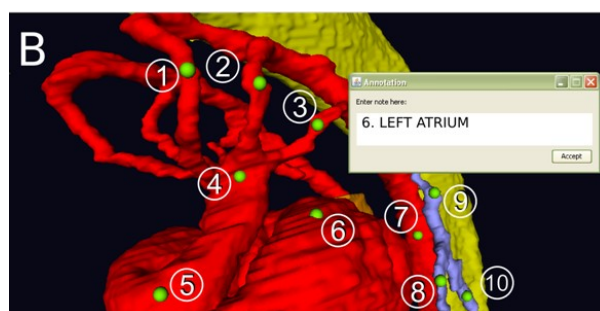 B
Annotation
Enter note here:
6. LEFT ATRIUM
Accept
1
2
3
4
5
6
7
8
9
10